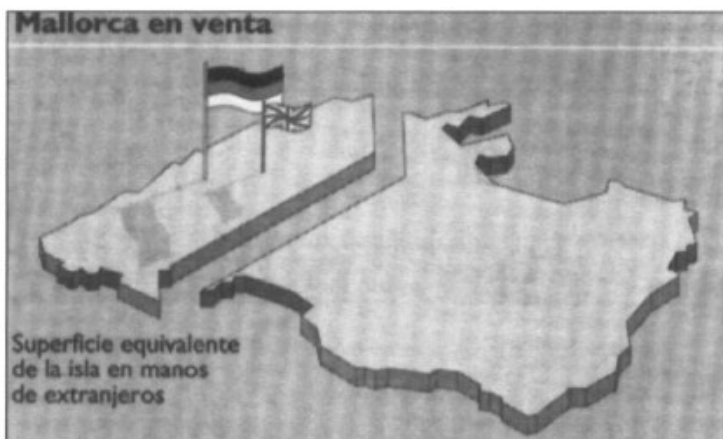 Mallorca en venta
Superficie equivalente
de la isla en manos
de extranjeros